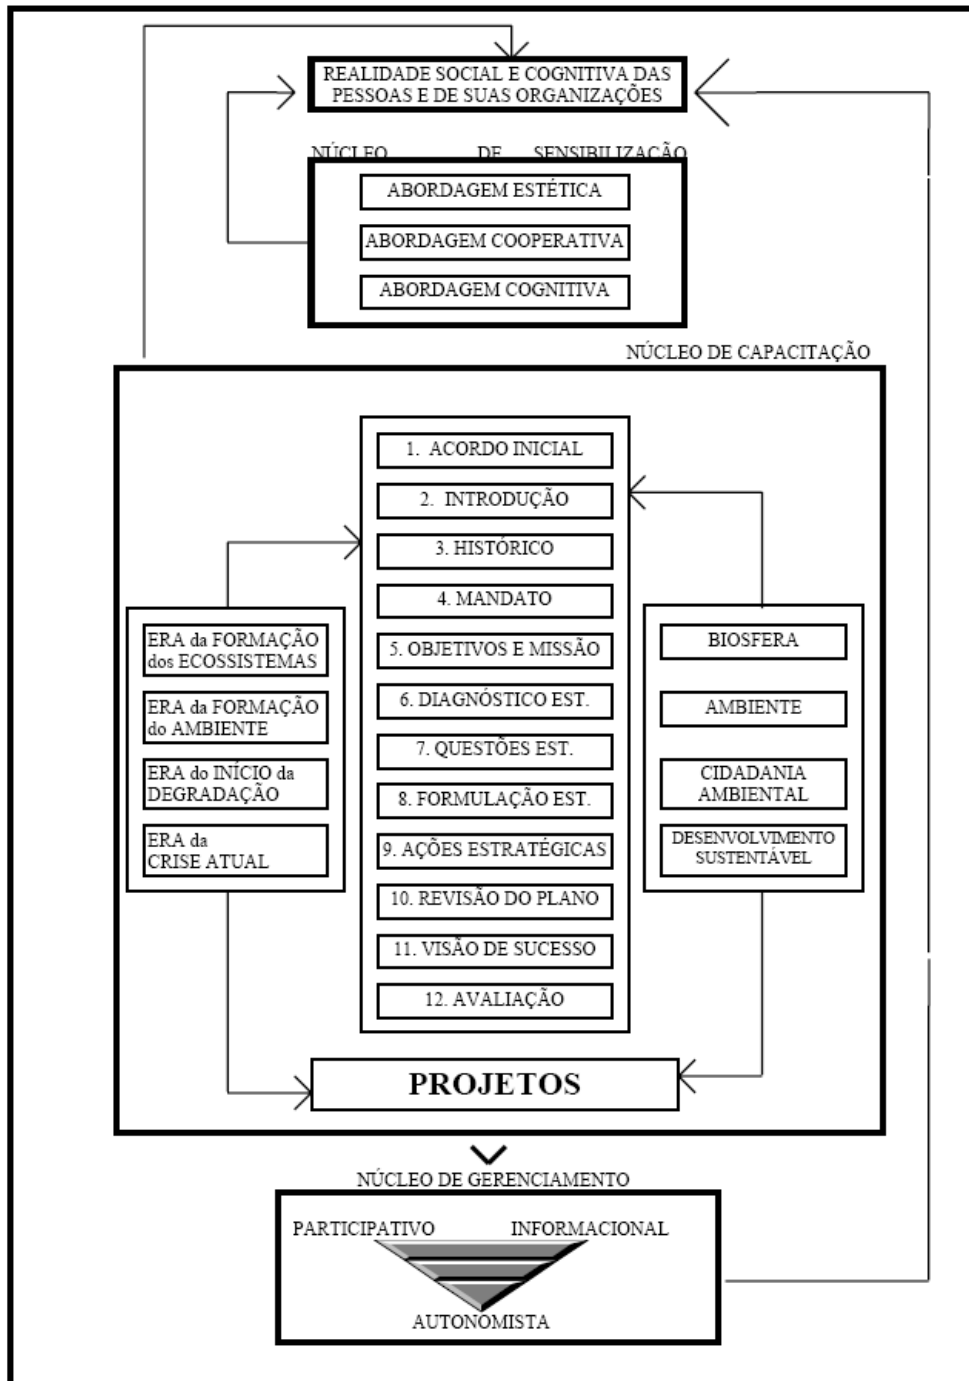 REALIDADE SOCIAL E COGNITIVA DAS
PESSOAS E DE SUAS ORGANIZAÇÕES
NÚCLEO DE SENSIBILIZAÇÃO
ABORDAGEM ESTÉTICA
ABORDAGEM COOPERATIVA
ABORDAGEM COGNITIVA
NÚCLEO DE CAPACITAÇÃO
1. ACORDO INICIAL
2. INTRODUÇÃO
3. HISTÓRICO
4. MANDATO
5. OBJETIVOS E MISSÃO
6. DIAGNÓSTICO EST.
7. QUESTÕES EST.
8. FORMULAÇÃO EST.
9. AÇÕES ESTRATÉGICAS
10. REVISÃO DO PLANO
11. VISÃO DE SUCESSO
12. AVALIAÇÃO
ERA da FORMAÇÃO
dos ECOSSISTEMAS
ERA da FORMAÇÃO
do AMBIENTE
ERA do INÍCIO da
DEGRADAÇÃO
ERA da
CRISE ATUAL
BIOSFERA
AMBIENTE
CIDADANIA
AMBIENTAL
DESENVOLVIMENTO
SUSTENTÁVEL
PROJETOS
NÚCLEO DE GERENCIAMENTO
PARTICIPATIVO INFORMACIONAL
AUTONOMISTA